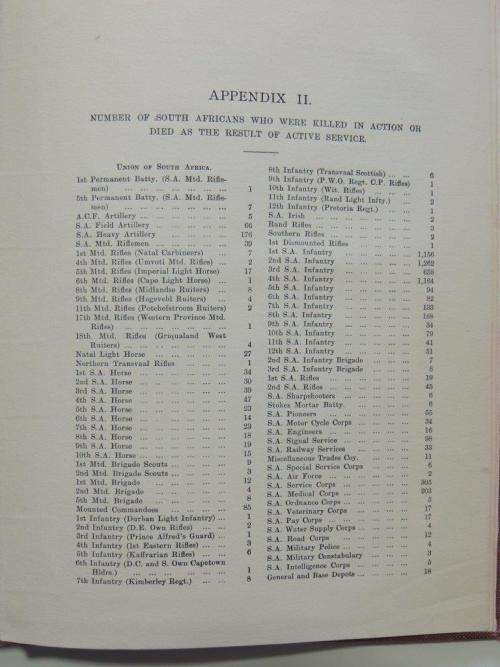 APPENDIX II.
NUMBER OF SOUTH AFRICANS WHO WERE KILLED IN ACTION OR
DIED AS THE RESULT OF ACTIVE SERVICE.
UNION OF SOUTH AFRICA.
1st Permanent Batty. (S.A. Mtd. Rifle-
men) ... 1
5th Permanent Batty. (S.A. Mtd. Rifle-
men) ... 7
A.C.F. Artillery ... 5
S.A. Field Artillery ... 66
S.A. Heavy Artillery ... 176
S.A. Mtd. Riflemen ... 39
1st Mtd. Rifles (Natal Carbineers) 7
4th Mtd. Rifles (Umvoti Mtd. Rifles) 2
5th Mtd. Rifles (Imperial Light Horse) 17
6th Mtd. Rifles (Cape Light Horse) ... 1
8th Mtd. Rifles (Midlandse Ruiters) 8
9th Mtd. Rifles (Hogeveld Ruiters) ... 4
11th Mtd. Rifles (Potchefstroom Ruiters) 2
17th Mtd. Rifles (Western Province Mtd.
Rifles) ... 1
18th Mtd. Rifles (Griqualand West
Ruiters) ... 4
Natal Light Horse ... 27
Northern Transvaal Rifles ... 1
1st S.A. Horse ... 34
2nd S.A. Horse ... 30
3rd S.A. Horse ... 39
4th S.A. Horse ... 47
5th S.A. Horse ... 23
6th S.A. Horse ... 14
7th S.A. Horse ... 23
8th S.A. Horse ... 18
9th S.A. Horse ... 19
10th S.A. Horse ... 15
1st Mtd. Brigade Scouts ... 9
2nd Mtd. Brigade Scouts ... 3
1st Mtd. Brigade ... 12
2nd Mtd. Brigade ... 4
5th Mtd. Brigade ... 8
Mounted Commandoes ... 85
1st Infantry (Durban Light Infantry) ... 1
2nd Infantry (D.E. Own Rifles) ... 2
3rd Infantry (Prince Alfred's Guard) ... 1
4th Infantry (1st Eastern Rifles) ... 3
5th Infantry (Kaffrarian Rifles) ... 6
6th Infantry (D.C. and S. Own Capetown
Hldrs.) ... 1
7th Infantry (Kimberley Regt.) ... 8
8th Infantry (Transvaal Scottish) ... 6
9th Infantry (P.W.O. Regt. C.P. Rifles) 1
10th Infantry (Wit. Rifles) ... 1
11th Infantry (Rand Light Infty.) ... 2
12th Infantry (Pretoria Regt.) ... 1
S.A. Irish ... 2
Rand Rifles ... 3
Southern Rifles ... 2
1st Dismounted Rifles ... 1
1st S.A. Infantry ... 1,156
2nd S.A. Infantry ... 1,262
3rd S.A. Infantry ... 638
4th S.A. Infantry ... 1,164
5th S.A. Infantry ... 94
6th S.A. Infantry ... 82
7th S.A. Infantry ... 133
8th S.A. Infantry ... 168
9th S.A. Infantry ... 34
10th S.A. Infantry ... 79
11th S.A. Infantry ... 41
12th S.A. Infantry ... 51
2nd S.A. Infantry Brigade ... 7
3rd S.A. Infantry Brigade ... 8
1st S.A. Rifles ... 19
2nd S.A. Rifles ... 43
S.A. Sharpshooters ... 6
Stokes Mortar Batty. ... 6
S.A. Pioneers ... 55
S.A. Motor Cycle Corps ... 34
S.A. Engineers ... 16
S.A. Signal Service ... 38
S.A. Railway Services ... 33
Miscellaneous Trades Coy. ... 11
S.A. Special Service Corps ... 6
S.A. Air Force ... 2
S.A. Service Corps ... 305
S.A. Medical Corps ... 203
S.A. Ordnance Corps ... 5
S.A. Veterinary Corps ... 17
S.A. Pay Corps ... 17
S.A. Water Supply Corps ... 4
S.A. Road Corps ... 12
S.A. Military Police ... 4
S.A. Military Constabulary ... 3
S.A. Intelligence Corps ... 5
General and Base Depots ... 18